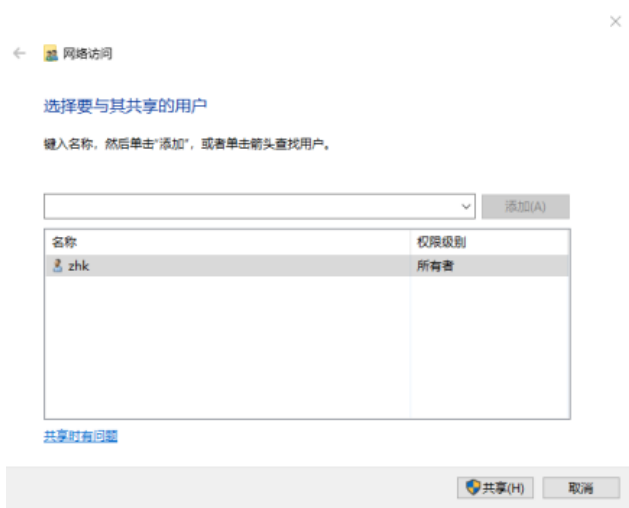 网络访问
选择要与其共享的用户
键入名称，然后单击"添加"，或者单击箭头查找用户。
添加(A)
名称 权限级别
zhk 所有者
共享时有问题
共享(H) 取消